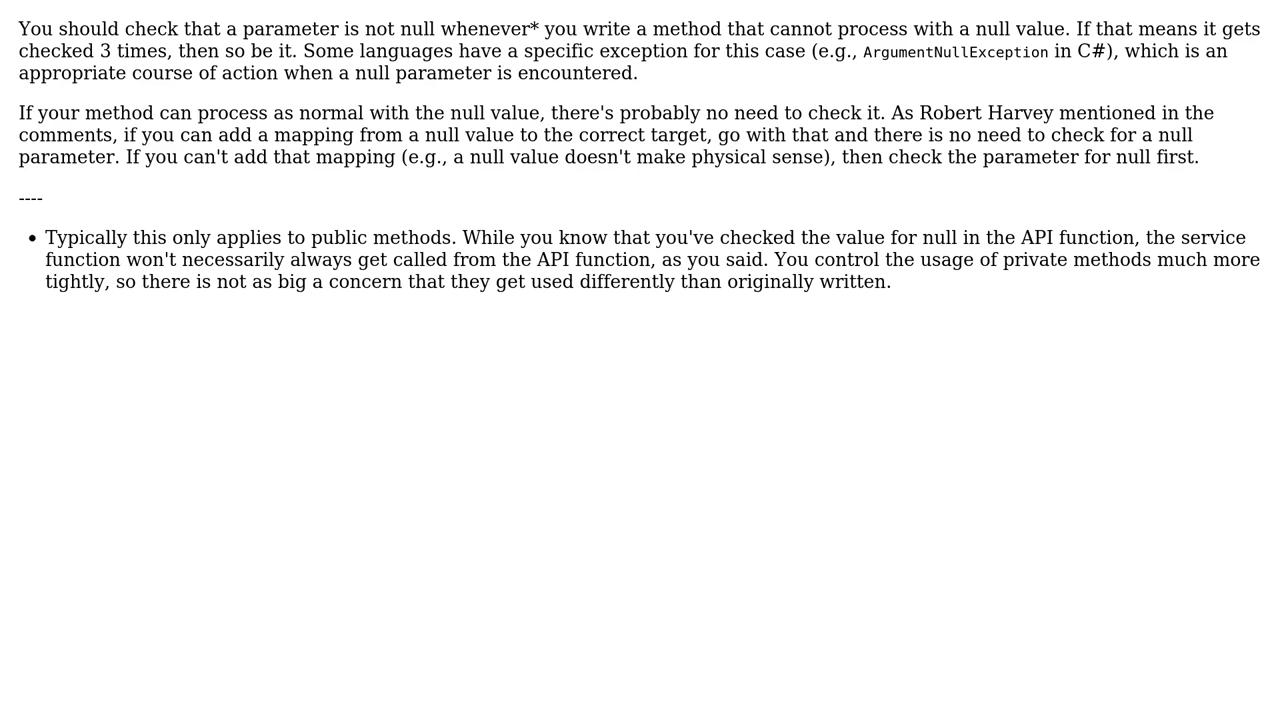 You should check that a parameter is not null whenever* you write a method that cannot process with a null value. If that means it gets
checked 3 times, then so be it. Some languages have a specific exception for this case (e.g., ArgumentNullException in C#), which is an
appropriate course of action when a null parameter is encountered.
If your method can process as normal with the null value, there's probably no need to check it. As Robert Harvey mentioned in the
comments, if you can add a mapping from a null value to the correct target, go with that and there is no need to check for a null
parameter. If you can't add that mapping (e.g., a null value doesn't make physical sense), then check the parameter for null first.
----
• Typically this only applies to public methods. While you know that you've checked the value for null in the API function, the service
function won't necessarily always get called from the API function, as you said. You control the usage of private methods much more
tightly, so there is not as big a concern that they get used differently than originally written.